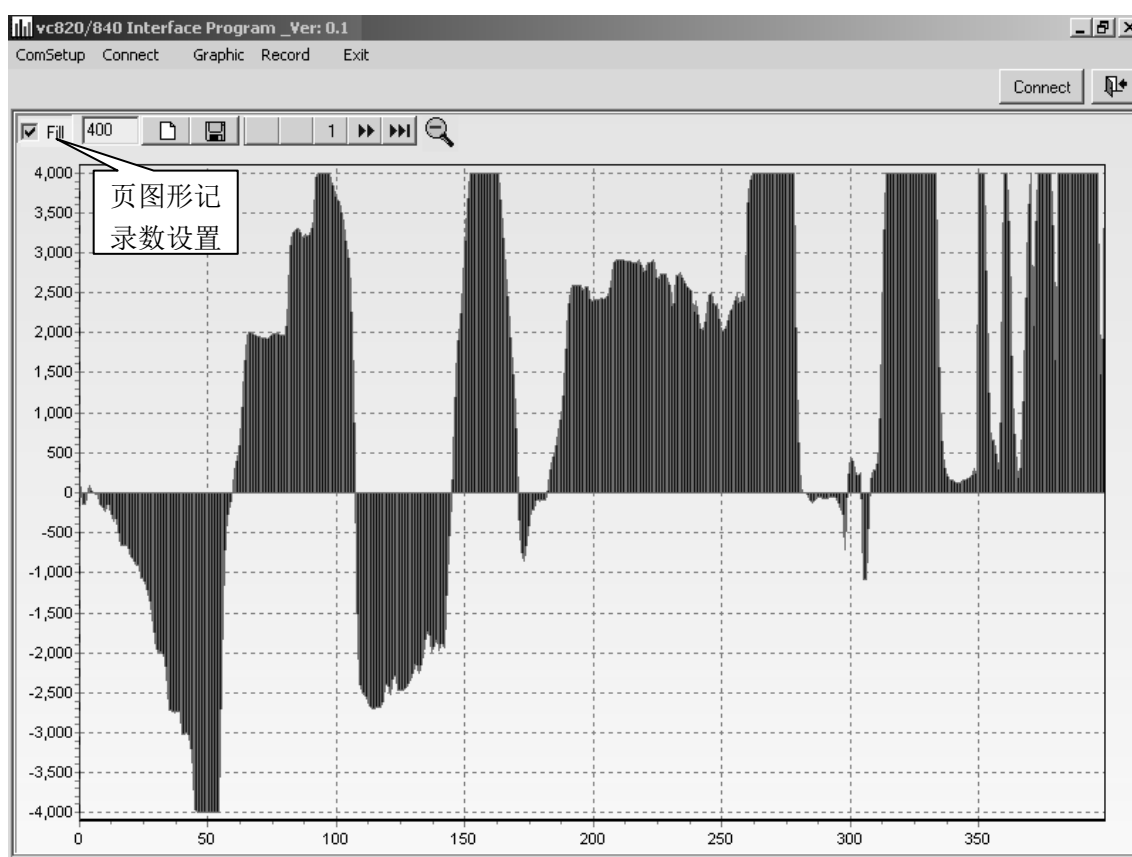 vc820/840 Interface Program _Ver: 0.1
ComSetup Connect Graphic Record Exit
Connect
Fill 400 1
页图形记
录数设置
4,000
3,500
3,000
2,500
2,000
1,500
1,000
500
0
-500
-1,000
-1,500
-2,000
-2,500
-3,000
-3,500
-4,000
0 50 100 150 200 250 300 350